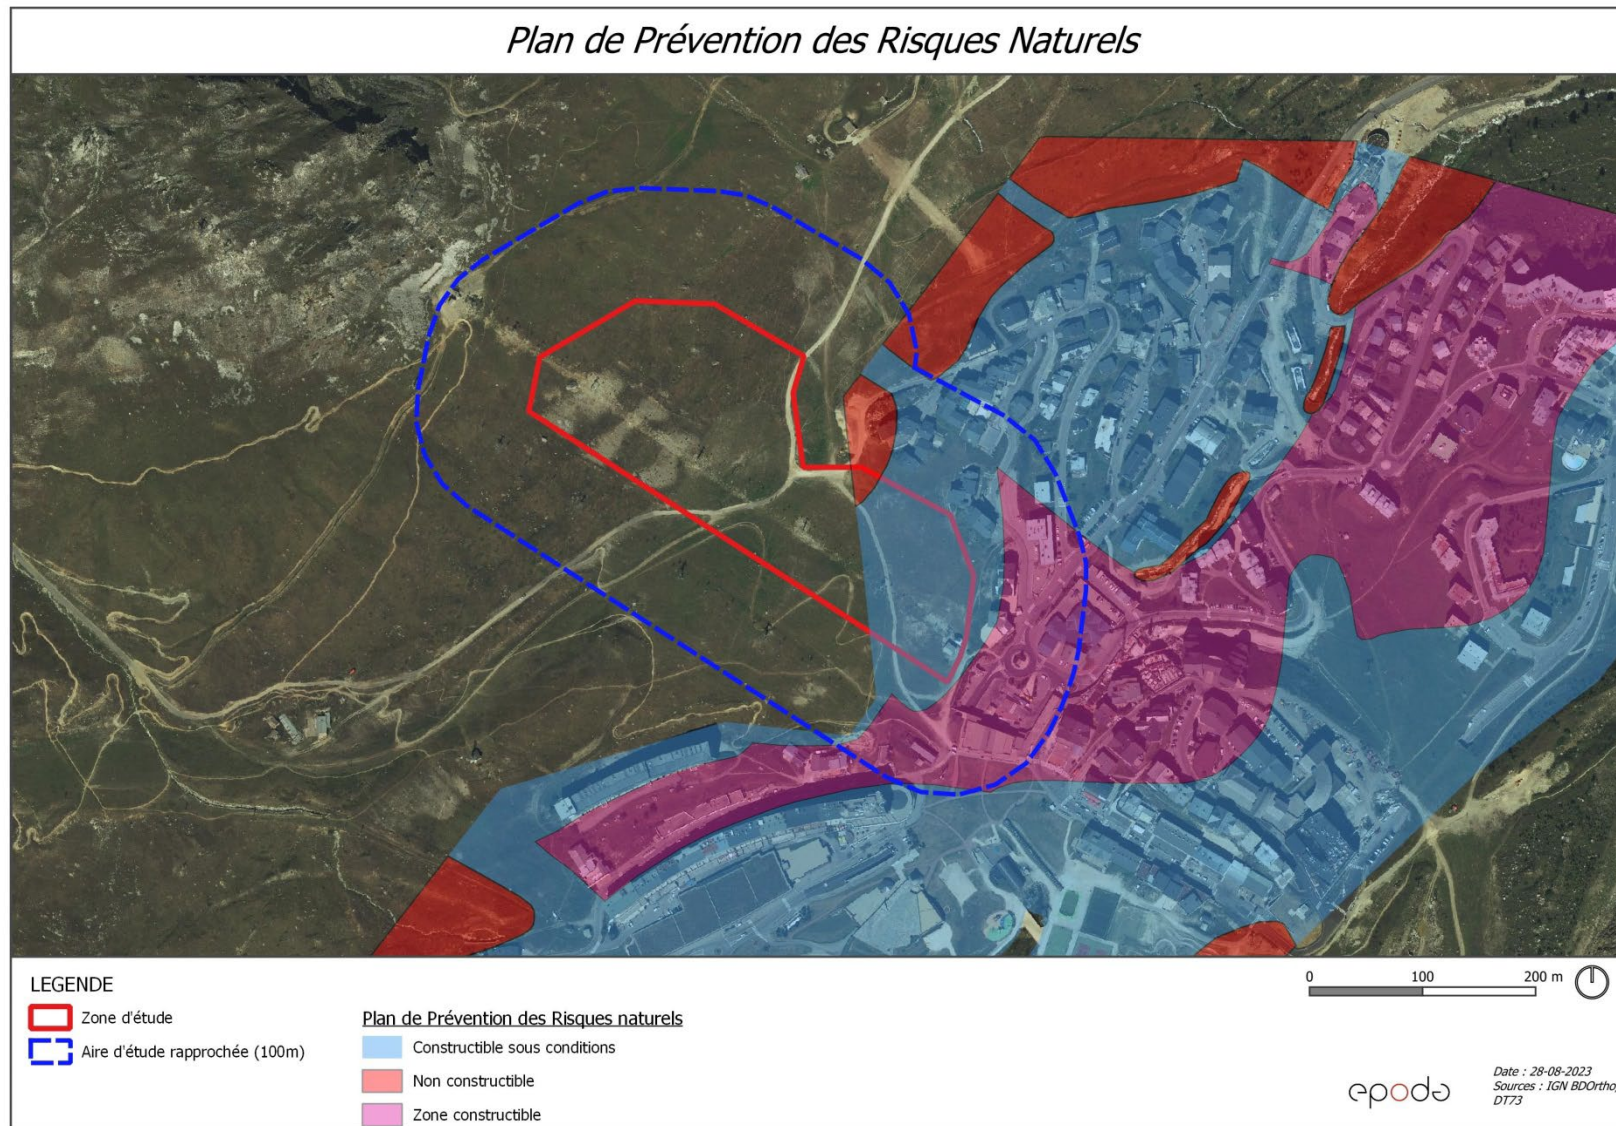 Plan de Prévention des Risques Naturels
LEGENDE
Zone d'étude
Aire d'étude rapprochée (100m)
Plan de Prévention des Risques naturels
Constructible sous conditions
Non constructible
Zone constructible
0 100 200 m
epoda
Date : 28-08-2023
Sources : IGN BDOrtho,
DT73